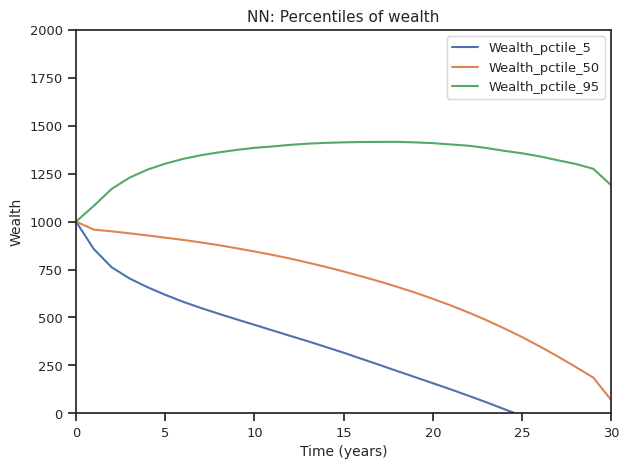 NN: Percentiles of wealth
Wealth_pctile_5
Wealth_pctile_50
Wealth_pctile_95
Wealth
2000
1750
1500
1250
1000
750
500
250
0
0 5 10 15 20 25 30
Time (years)